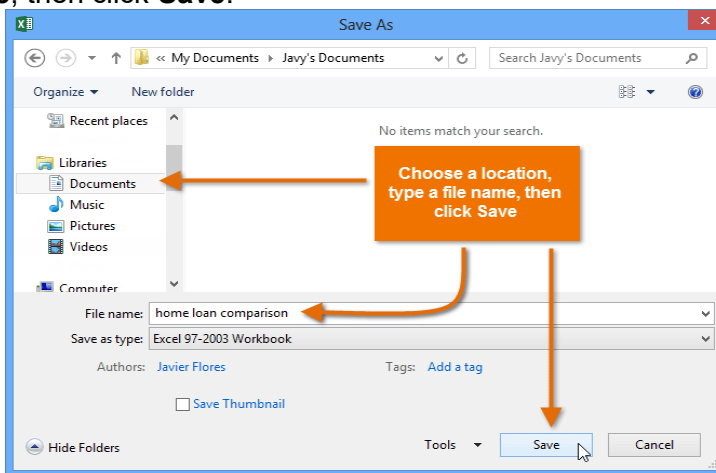 , then click Save.
Save As
« My Documents ▸ Javy's Documents
Search Javy's Documents
Organize ▾ New folder
Recent places
No items match your search.
Libraries
Documents
Music
Pictures
Videos
Computer
Choose a location,
type a file name, then
click Save
File name: home loan comparison
Save as type: Excel 97-2003 Workbook
Authors: Javier Flores Tags: Add a tag
Save Thumbnail
Hide Folders Tools ▾ Save Cancel